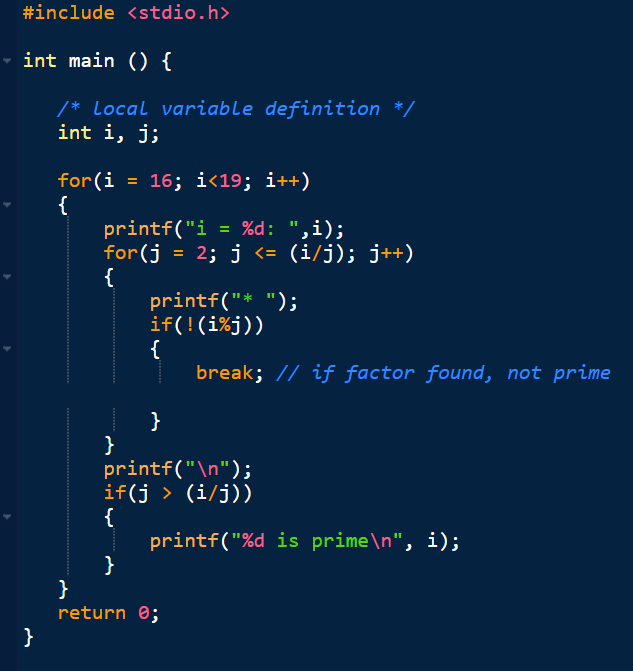 #include <stdio.h>
int main () {
/* local variable definition */
int i, j;
for(i = 16; i<19; i++)
{
printf("i = %d: ",i);
for(j = 2; j <= (i/j); j++)
{
printf("* ");
if(!(i%j))
{
break; // if factor found, not prime
}
}
printf("\n");
if(j > (i/j))
{
printf("%d is prime\n", i);
}
}
return 0;
}